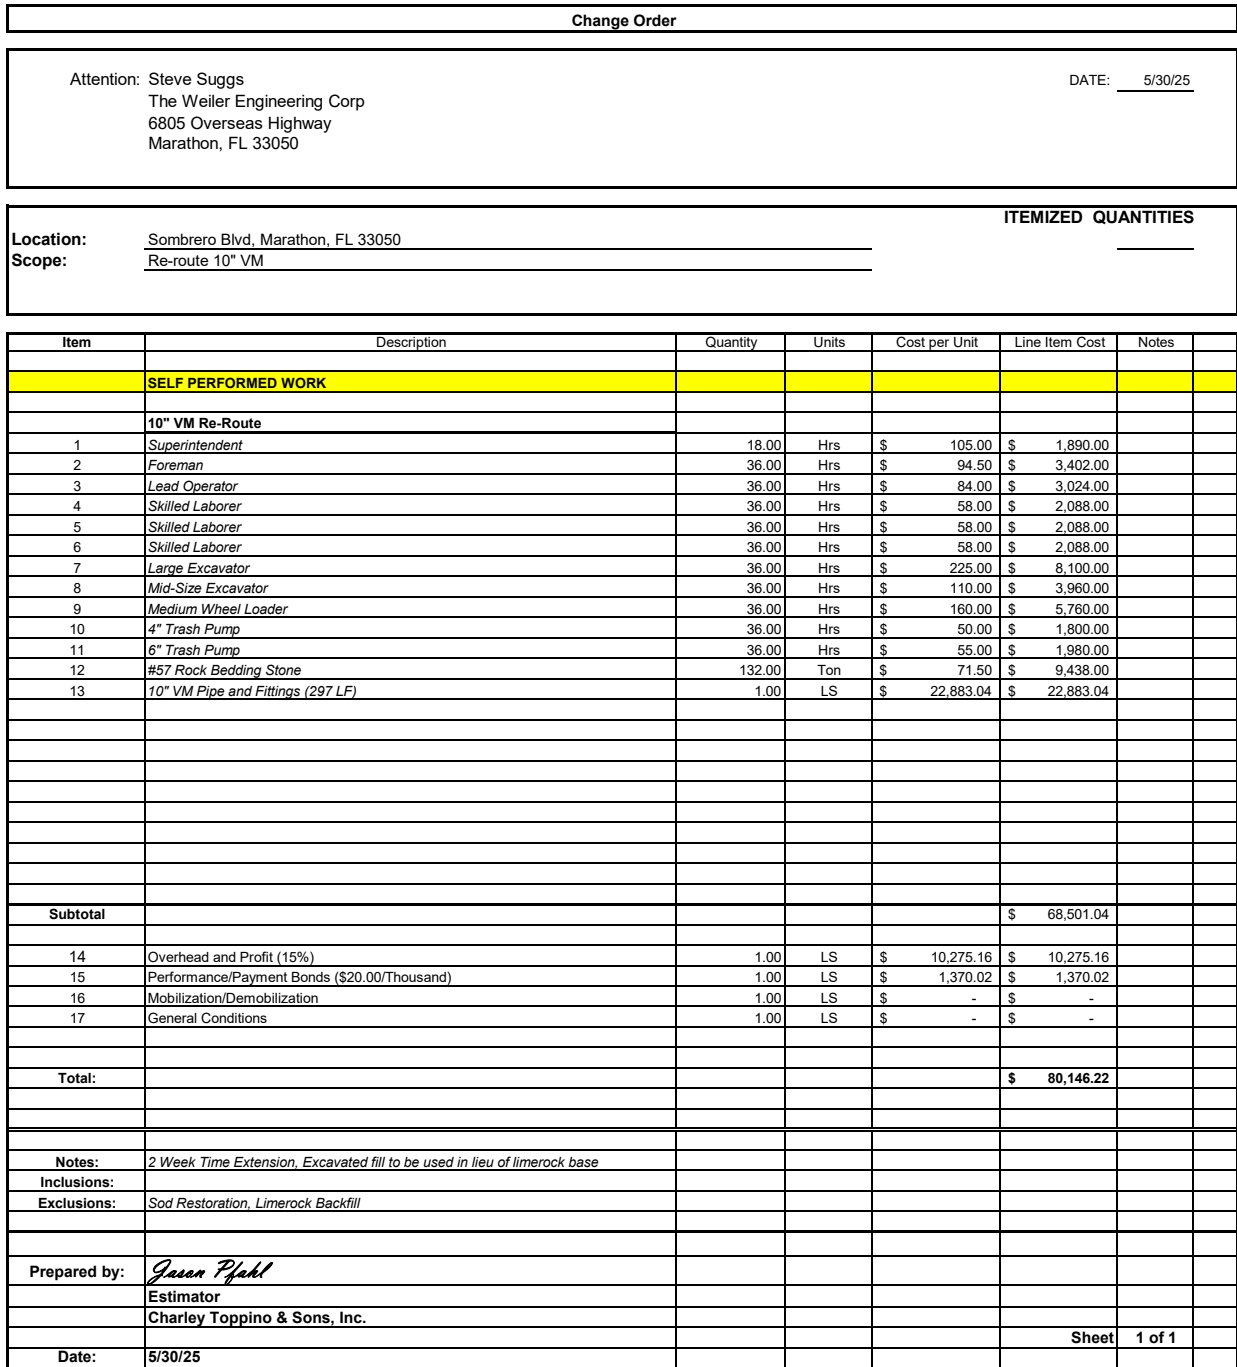 Change Order
Attention: Steve Suggs DATE: 5/30/25
The Weiler Engineering Corp
6805 Overseas Highway
Marathon, FL 33050
ITEMIZED QUANTITIES
Location: Sombrero Blvd, Marathon, FL 33050
Scope: Re-route 10" VM
Item Description Quantity Units Cost per Unit Line Item Cost Notes
SELF PERFORMED WORK
10" VM Re-Route
1 Superintendent 18.00 Hrs $ 105.00 $ 1,890.00
2 Foreman 36.00 Hrs $ 94.50 $ 3,402.00
3 Lead Operator 36.00 Hrs $ 84.00 $ 3,024.00
4 Skilled Laborer 36.00 Hrs $ 58.00 $ 2,088.00
5 Skilled Laborer 36.00 Hrs $ 58.00 $ 2,088.00
6 Skilled Laborer 36.00 Hrs $ 58.00 $ 2,088.00
7 Large Excavator 36.00 Hrs $ 225.00 $ 8,100.00
8 Mid-Size Excavator 36.00 Hrs $ 110.00 $ 3,960.00
9 Medium Wheel Loader 36.00 Hrs $ 160.00 $ 5,760.00
10 4" Trash Pump 36.00 Hrs $ 50.00 $ 1,800.00
11 6" Trash Pump 36.00 Hrs $ 55.00 $ 1,980.00
12 #57 Rock Bedding Stone 132.00 Ton $ 71.50 $ 9,438.00
13 10" VM Pipe and Fittings (297 LF) 1.00 LS $ 22,883.04 $ 22,883.04
Subtotal $ 68,501.04
14 Overhead and Profit (15%) 1.00 LS $ 10,275.16 $ 10,275.16
15 Performance/Payment Bonds ($20.00/Thousand) 1.00 LS $ 1,370.02 $ 1,370.02
16 Mobilization/Demobilization 1.00 LS $ - $ -
17 General Conditions 1.00 LS $ - $ -
Total: $ 80,146.22
Notes: 2 Week Time Extension, Excavated fill to be used in lieu of limerock base
Inclusions:
Exclusions: Sod Restoration, Limerock Backfill
Prepared by: Jason Pfahl
Estimator
Charley Toppino & Sons, Inc.
Sheet 1 of 1
Date: 5/30/25